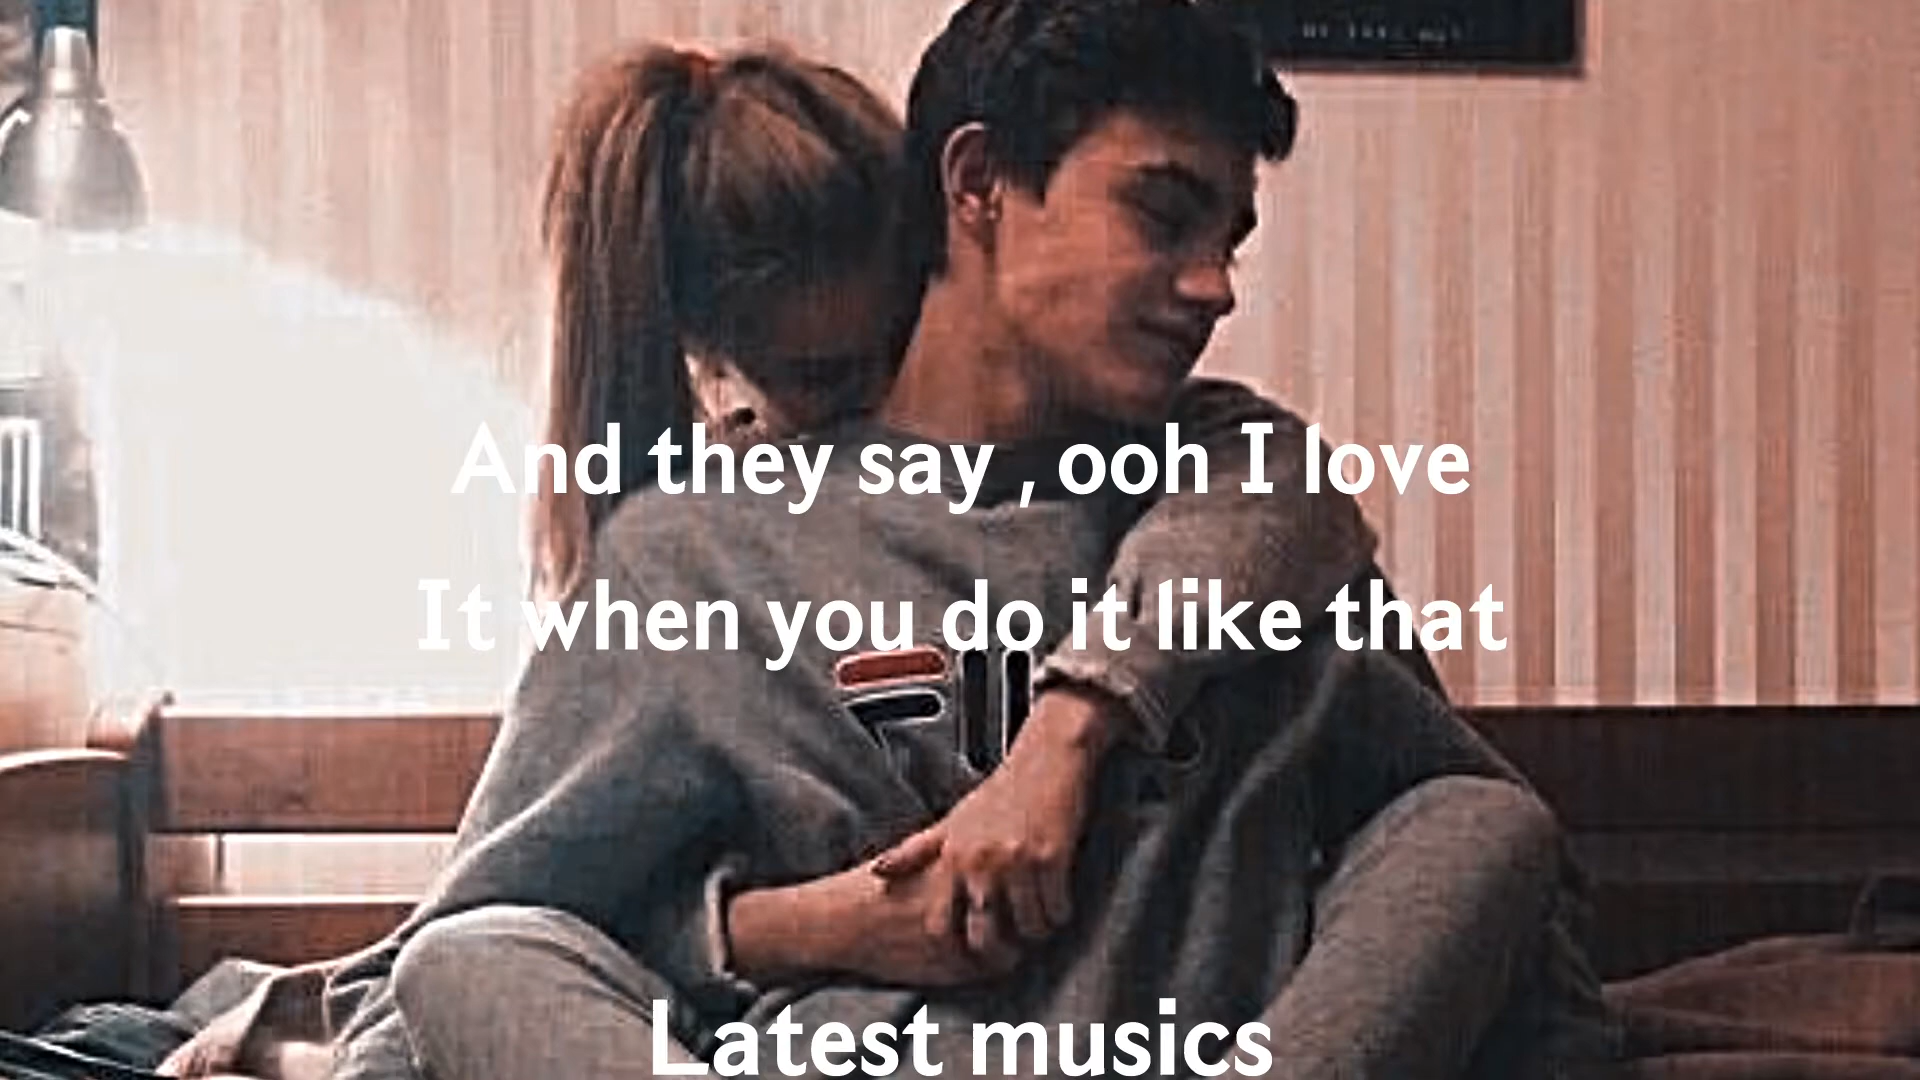 And they say , ooh I love
It when you do it like that
Latest musics